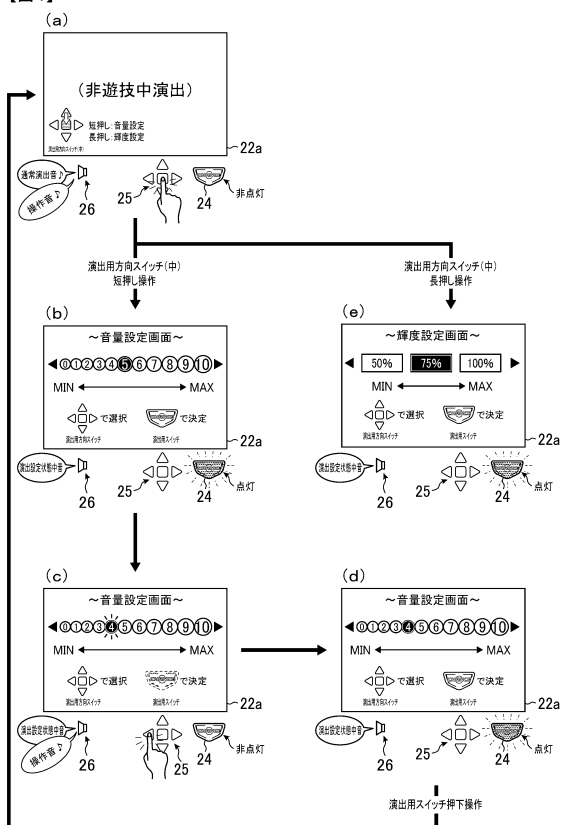 (a)
(非遊技中演出)
短押し:音量設定
長押し:輝度設定
演出用方向スイッチ(中)
22a
通常演出音♪
操作音♪
26
25
24
非点灯
演出用方向スイッチ(中)
短押し操作
演出用方向スイッチ(中)
長押し操作
(b)
~音量設定画面~
◀⓪①②③④❺⑥⑦⑧⑨⑩▶
MIN MAX
で選択 で決定
演出用方向スイッチ 演出用スイッチ
22a
演出設定状態中音
26
25
24
点灯
(e)
~輝度設定画面~
◀ 50% 75% 100% ▶
MIN MAX
で選択 で決定
演出用方向スイッチ 演出用スイッチ
22a
演出設定状態中音
26
25
24
点灯
(c)
~音量設定画面~
◀⓪①②③❹⑤⑥⑦⑧⑨⑩▶
MIN MAX
で選択 で決定
演出用方向スイッチ 演出用スイッチ
22a
演出設定状態中音
操作音♪
26
25
24
非点灯
(d)
~音量設定画面~
◀⓪①②③❹⑤⑥⑦⑧⑨⑩▶
MIN MAX
で選択 で決定
演出用方向スイッチ 演出用スイッチ
22a
演出設定状態中音
26
25
24
点灯
演出用スイッチ押下操作